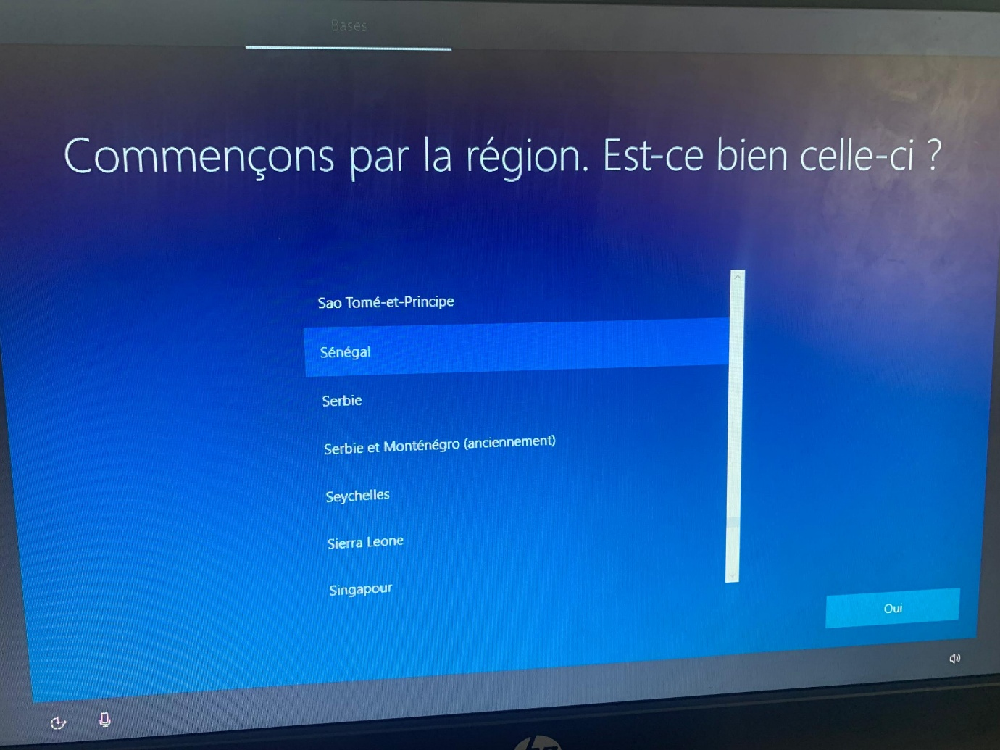 Bases
Commençons par la région. Est-ce bien celle-ci ?
Sao Tomé-et-Principe
Sénégal
Serbie
Serbie et Monténégro (anciennement)
Seychelles
Sierra Leone
Singapour
Oui
hp